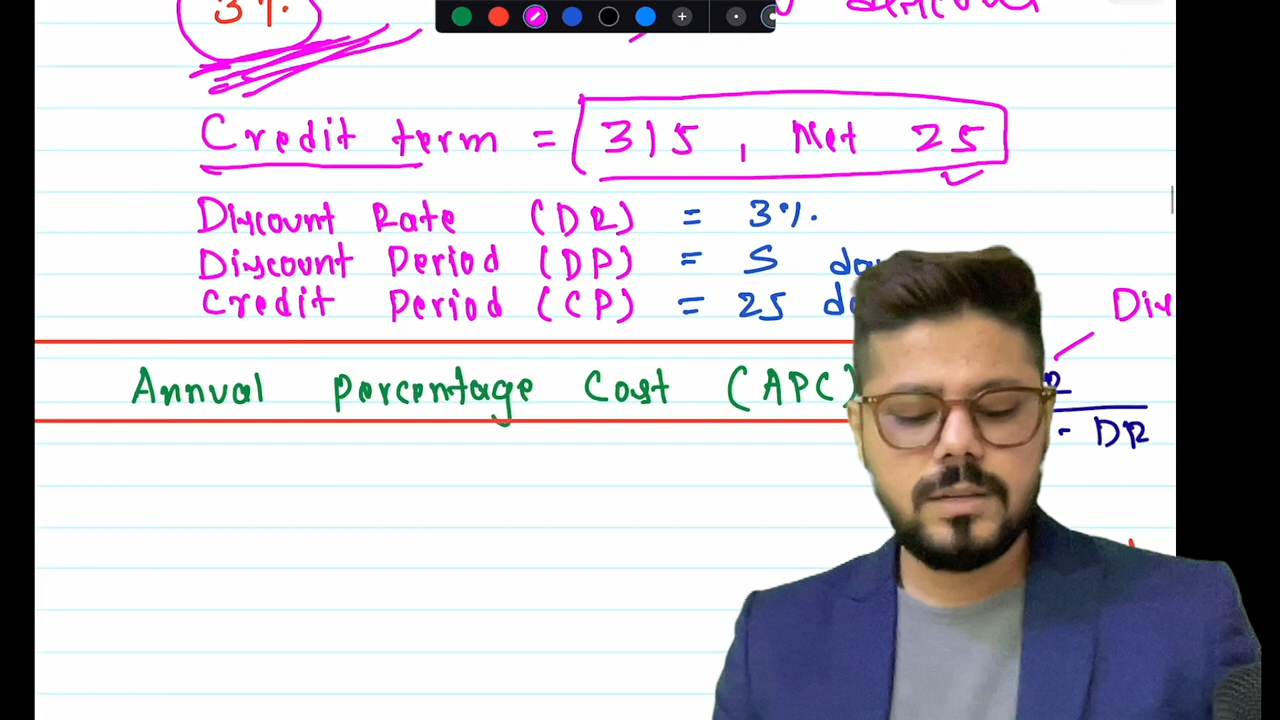 3%.
Credit term = 3/5 , Net 25
Discount Rate (DR) = 3%.
Discount Period (DP) = 5
Credit Period (CP) = 25
Annual Percentage Cost (APC)
- DR